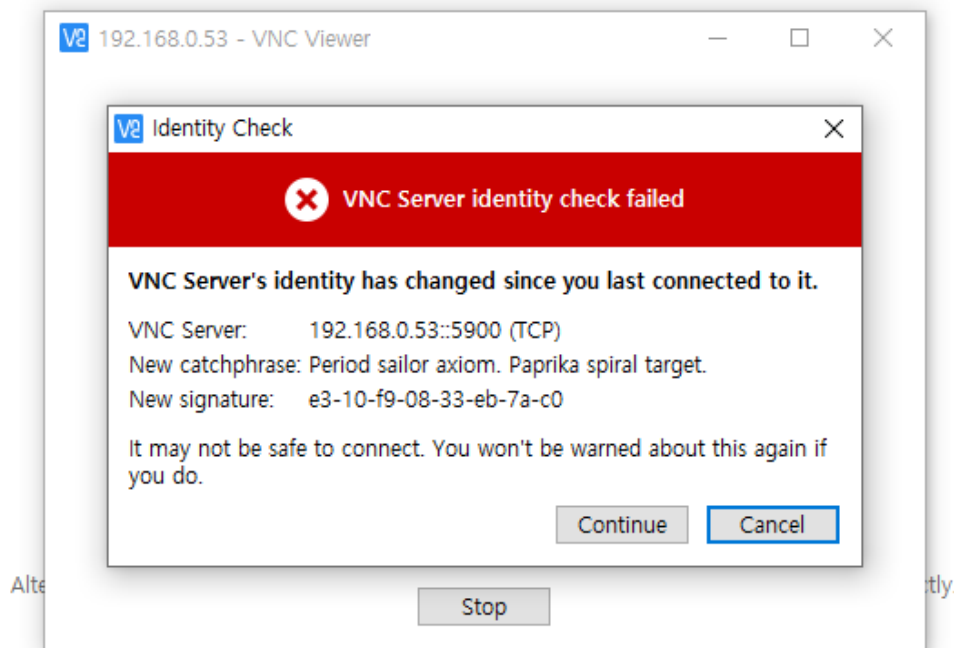 192.168.0.53 - VNC Viewer
Identity Check
VNC Server identity check failed
VNC Server's identity has changed since you last connected to it.
VNC Server: 192.168.0.53::5900 (TCP)
New catchphrase: Period sailor axiom. Paprika spiral target.
New signature: e3-10-f9-08-33-eb-7a-c0
It may not be safe to connect. You won't be warned about this again if
you do.
Continue Cancel
Stop